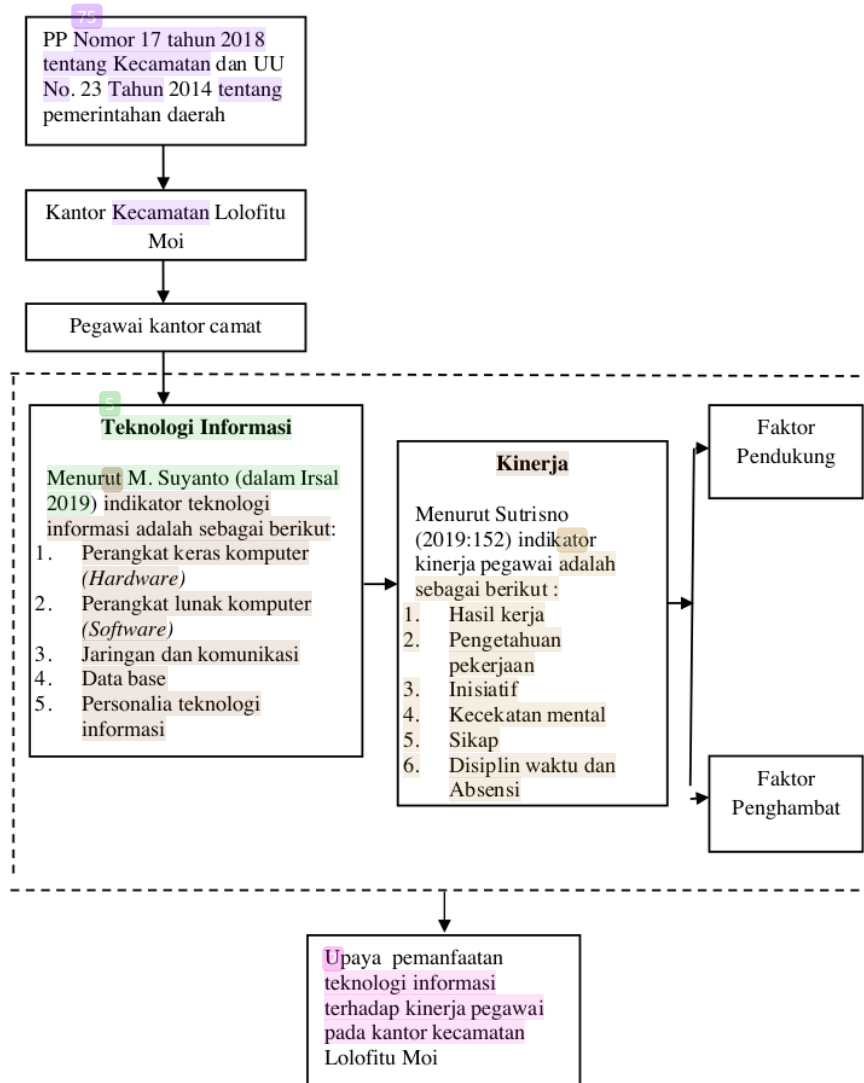 75
PP Nomor 17 tahun 2018
tentang Kecamatan dan UU
No. 23 Tahun 2014 tentang
pemerintahan daerah
Kantor Kecamatan Lolofitu
Moi
Pegawai kantor camat
5
Teknologi Informasi
Menurut M. Suyanto (dalam Irsal
2019) indikator teknologi
informasi adalah sebagai berikut:
1. Perangkat keras komputer
(Hardware)
2. Perangkat lunak komputer
(Software)
3. Jaringan dan komunikasi
4. Data base
5. Personalia teknologi
informasi
Kinerja
Menurut Sutrisno
(2019:152) indikator
kinerja pegawai adalah
sebagai berikut :
1. Hasil kerja
2. Pengetahuan
pekerjaan
3. Inisiatif
4. Kecekatan mental
5. Sikap
6. Disiplin waktu dan
Absensi
Faktor
Pendukung
Faktor
Penghambat
Upaya pemanfaatan
teknologi informasi
terhadap kinerja pegawai
pada kantor kecamatan
Lolofitu Moi